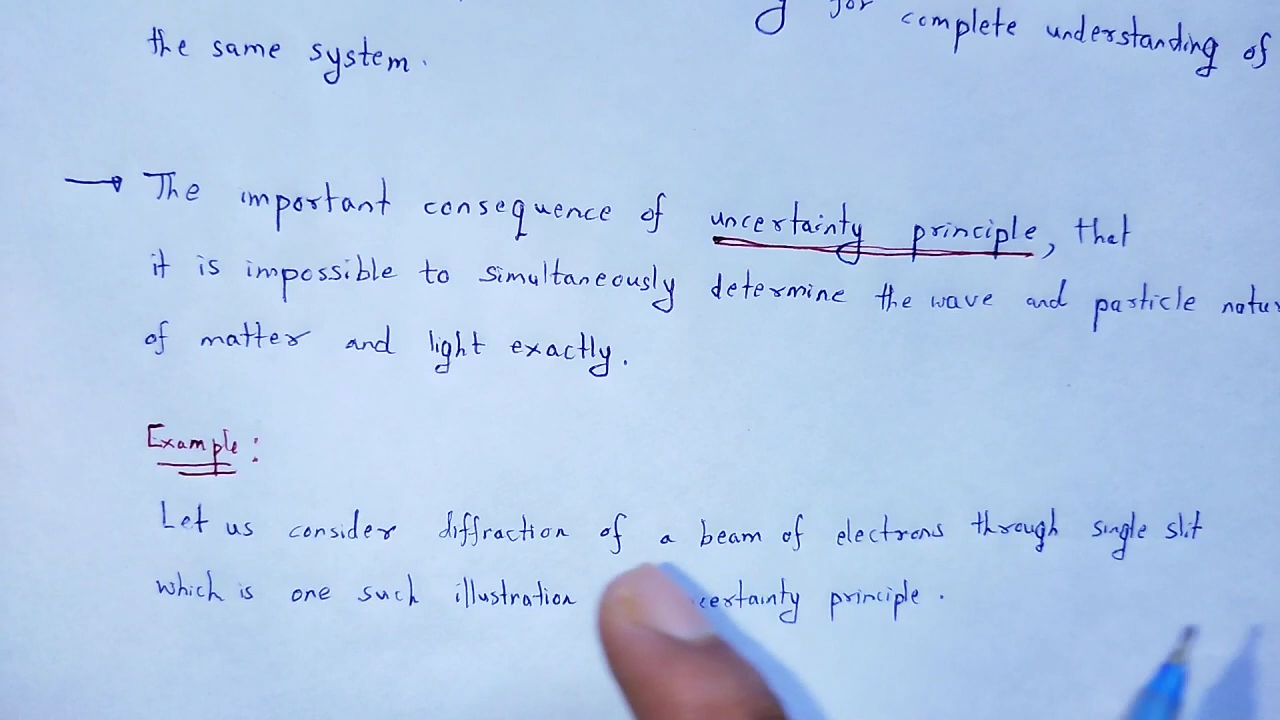 for complete understanding of
the same system.
→ The important consequence of uncertainty principle, that
it is impossible to simultaneously determine the wave and particle natu
of matter and light exactly.
Example:
Let us consider diffraction of a beam of electrons through single slit
which is one such illustration certainty principle.